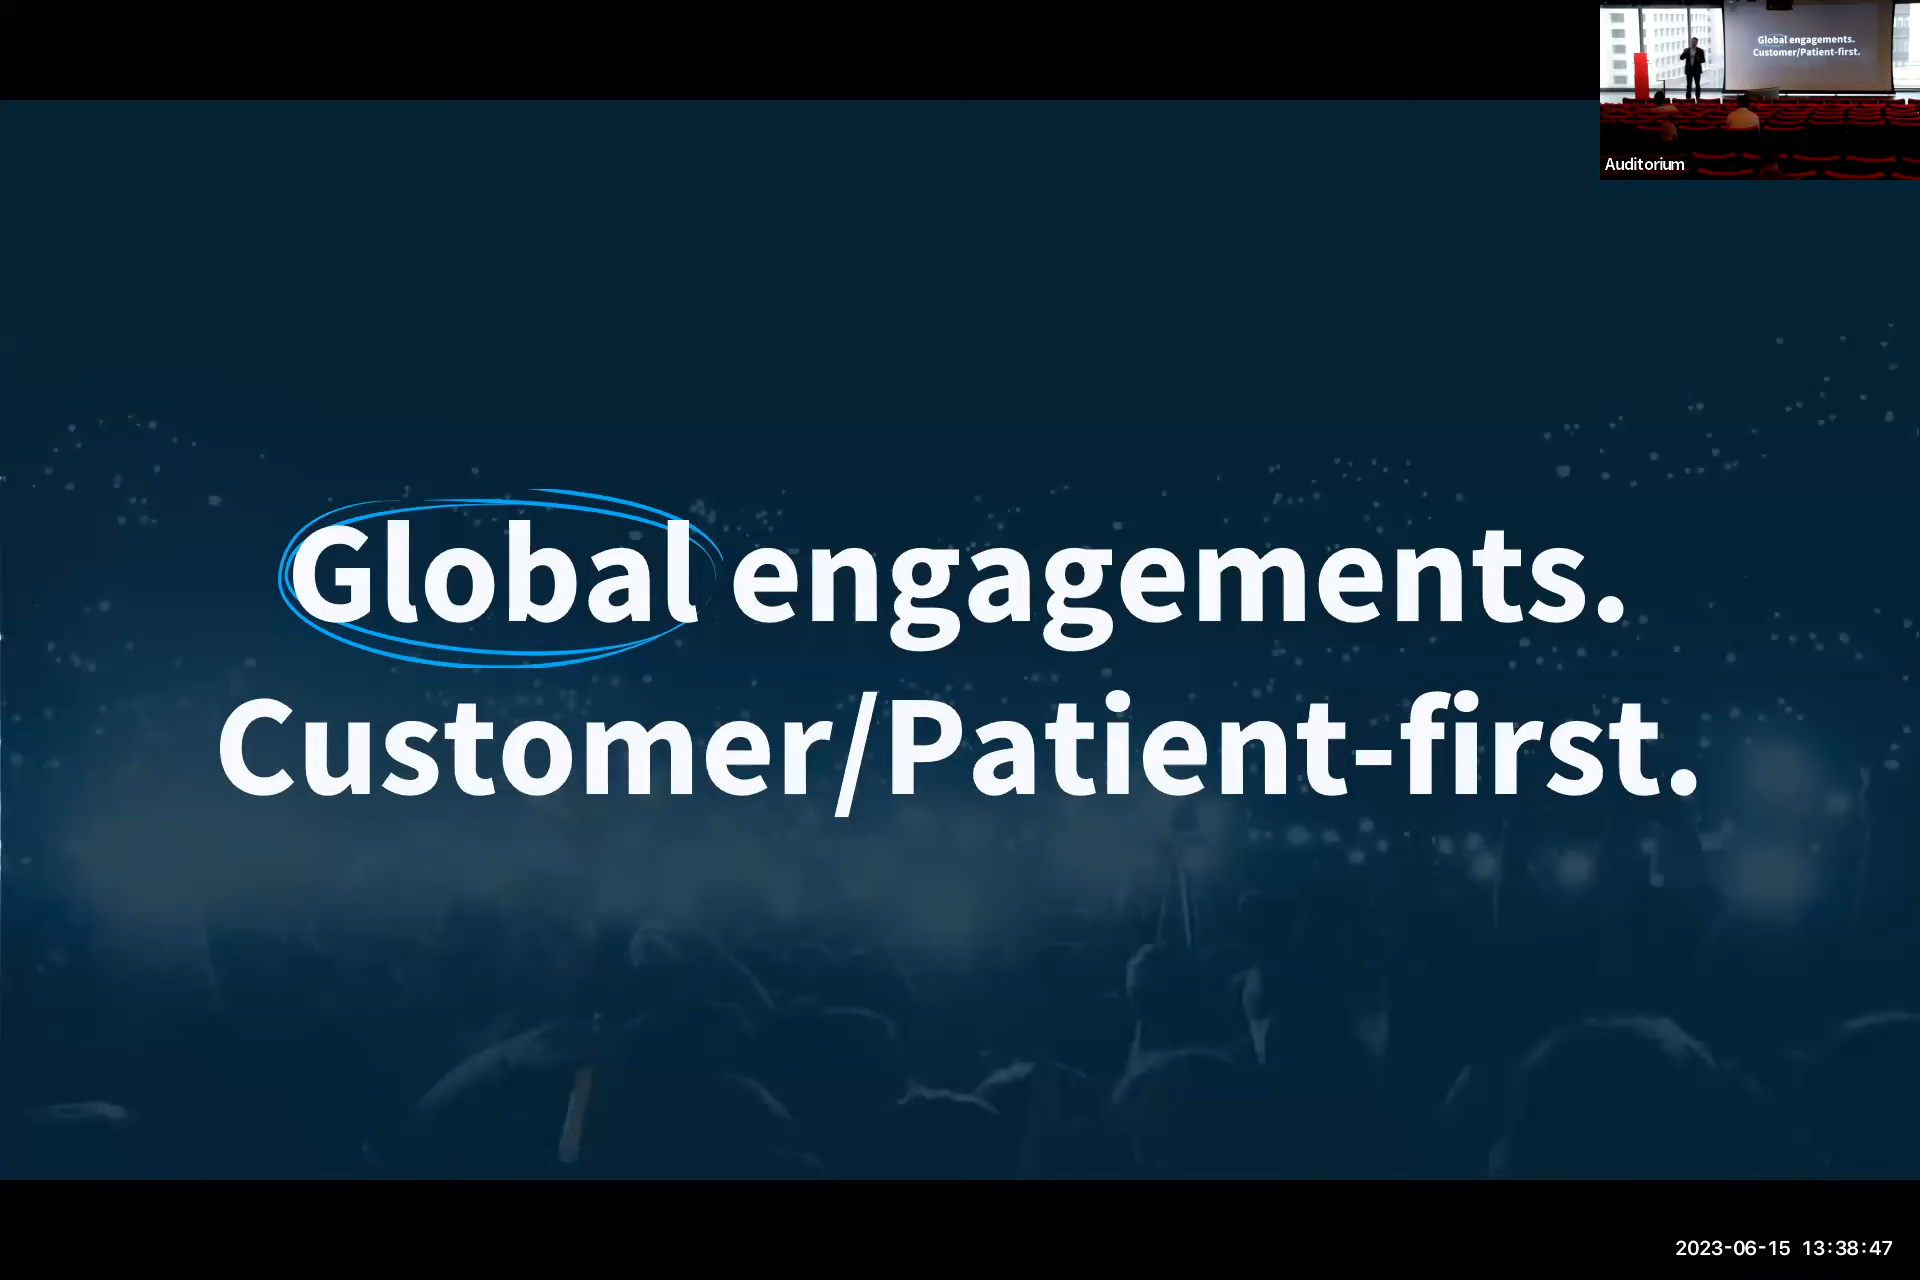 Global engagements.
Customer/Patient-first.
Auditorium
Global engagements.
Customer/Patient-first.
2023-06-15 13:38:47